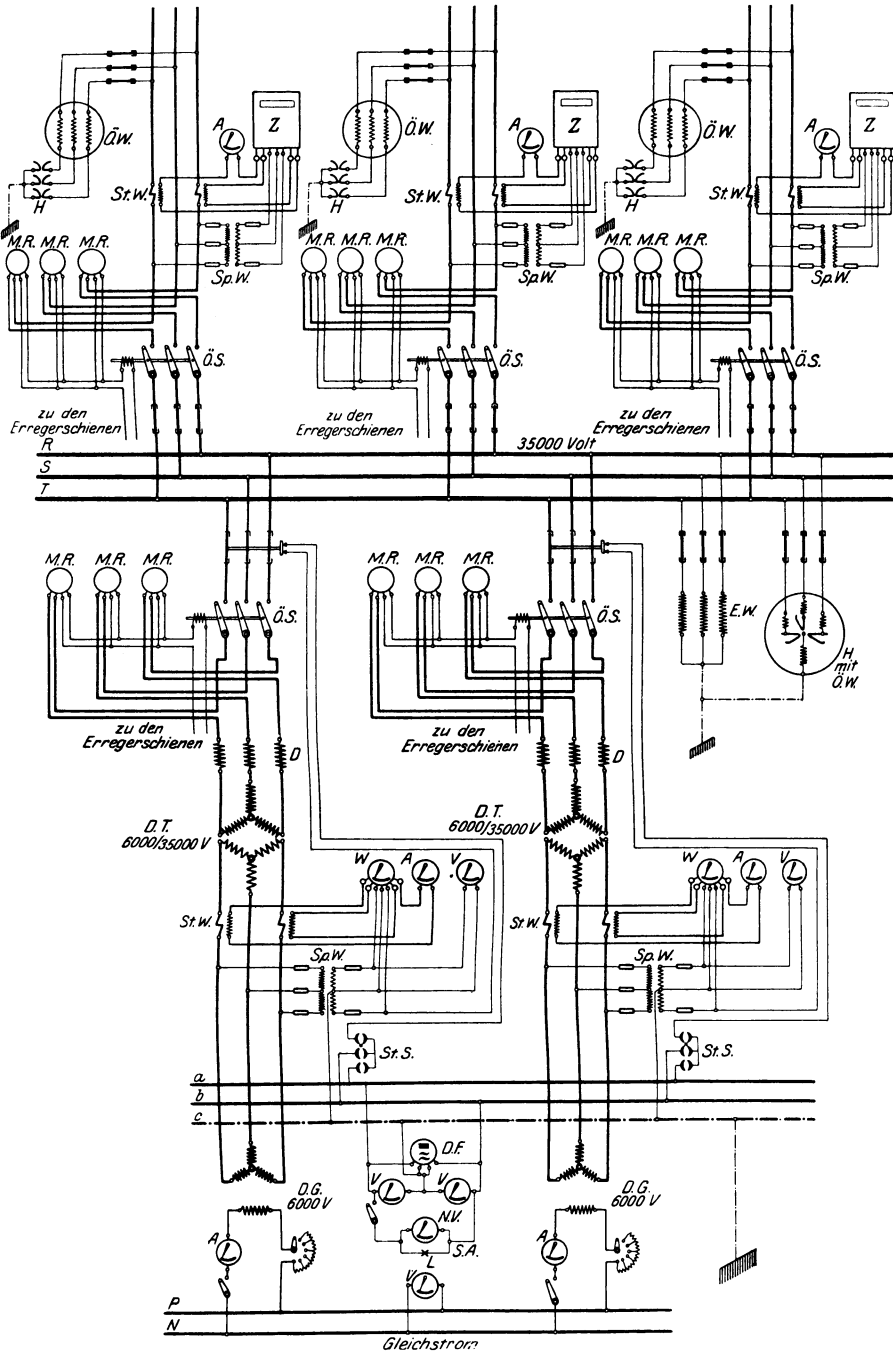 A
Z
Ö.W.
St.W.
H
M.R. M.R. M.R.
Sp.W.
Ö.S.
zu den
Erregerschienen
A
Z
Ö.W.
St.W.
H
M.R. M.R. M.R.
Sp.W.
Ö.S.
zu den
Erregerschienen
A
Z
Ö.W.
St.W.
H
M.R. M.R. M.R.
Sp.W.
Ö.S.
zu den
Erregerschienen
R
35000 Volt
S
T
M.R. M.R. M.R.
Ö.S.
zu den
Erregerschienen
D
D.T.
6000/35000 V
W A V
St.W.
Sp.W.
St.S.
M.R. M.R. M.R.
Ö.S.
zu den
Erregerschienen
D
D.T.
6000/35000 V
W A V
St.W.
Sp.W.
St.S.
E.W.
H
mit
Ö.W.
a
b
c
D.F.
V V
N.V.
S.A.
L
V
D.G.
6000 V
A
D.G.
6000 V
A
P
N
Gleichstrom